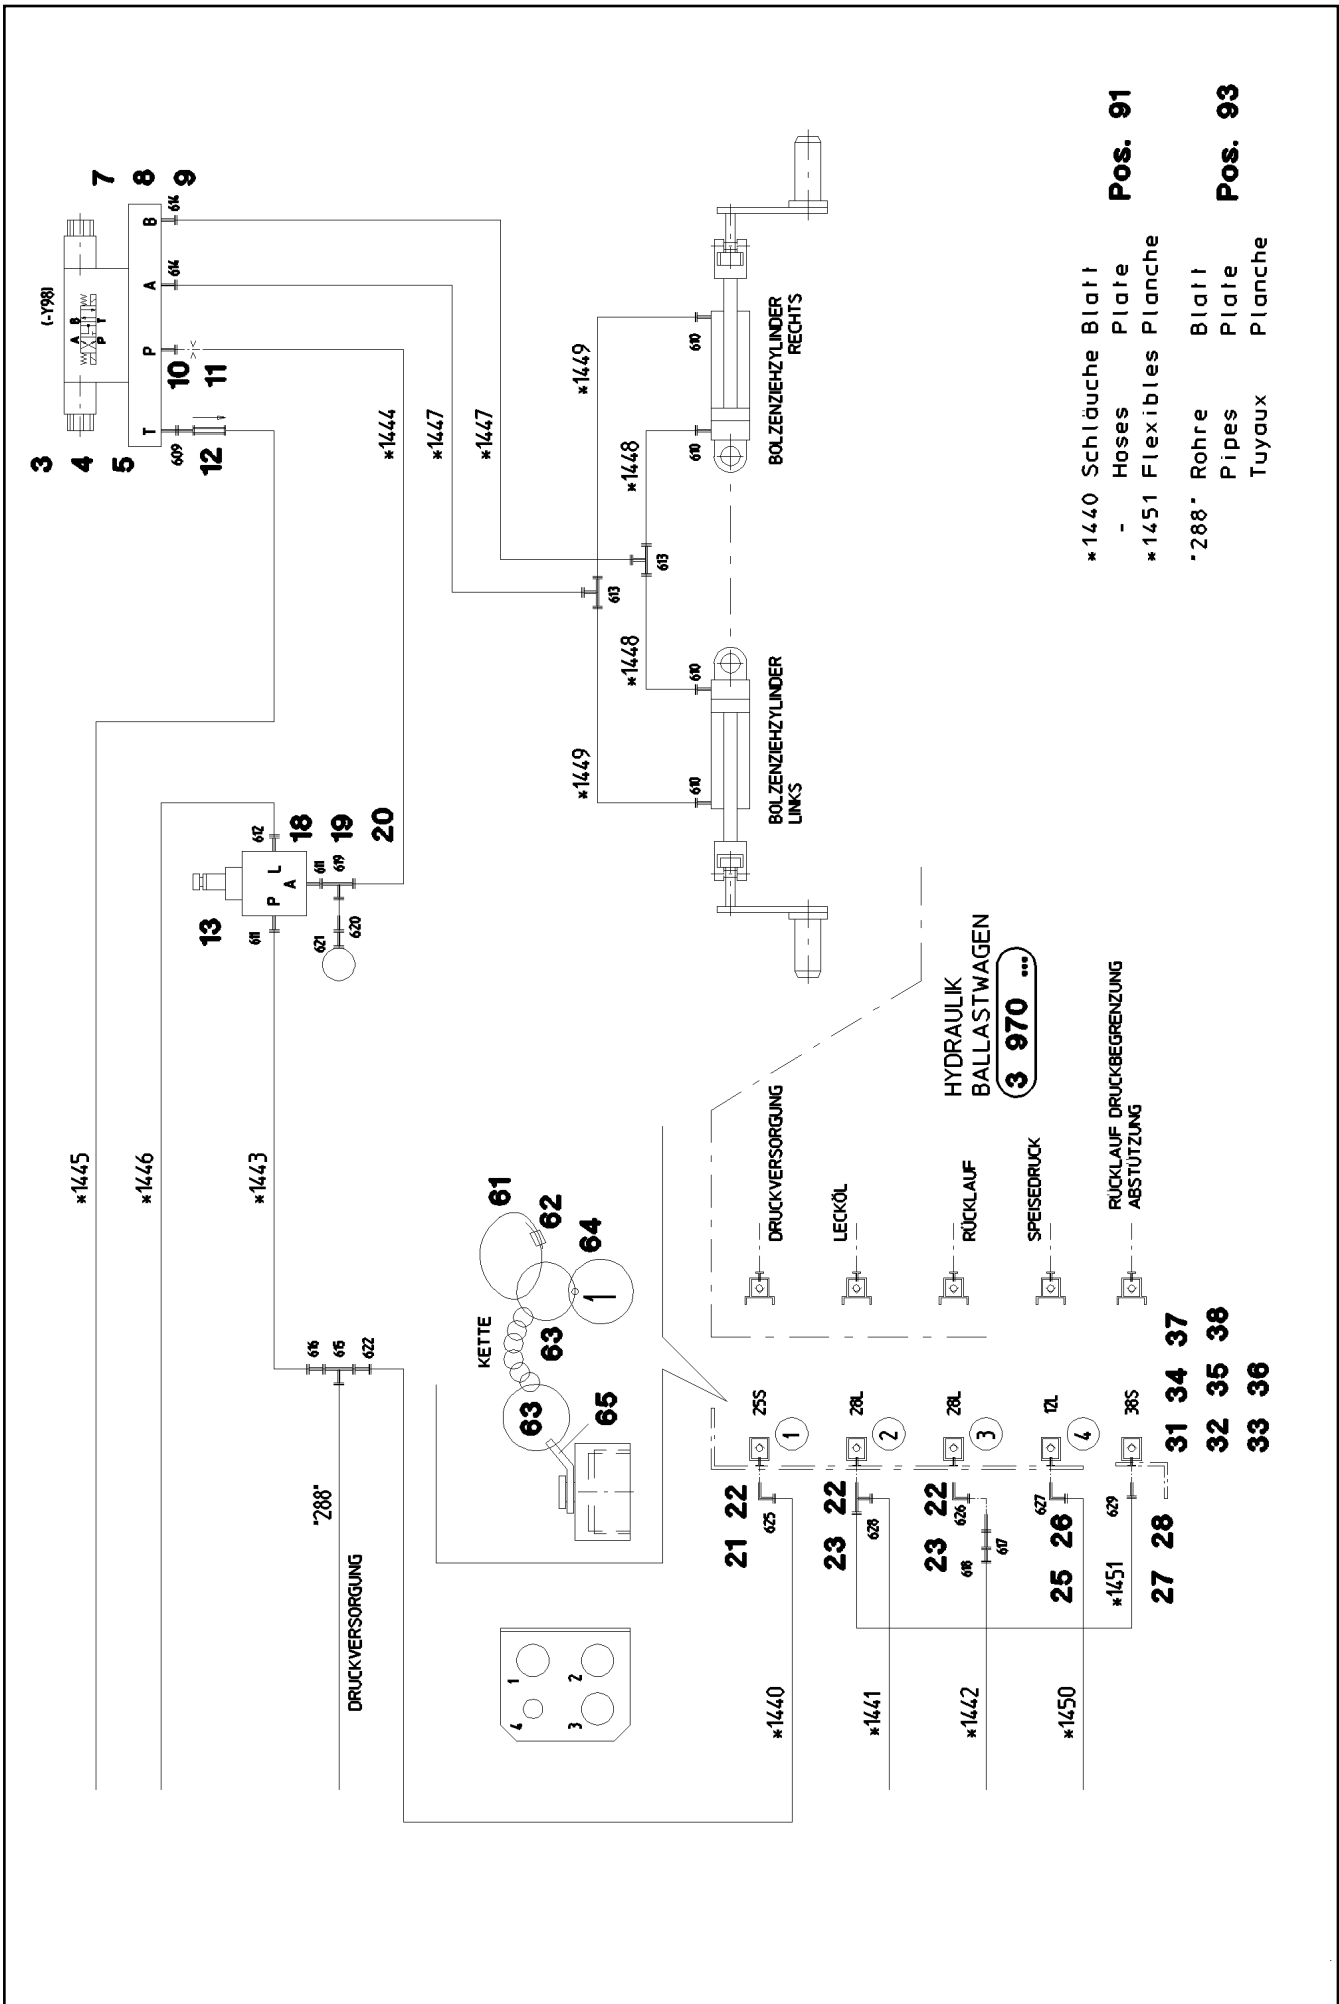 *1445
*1446
*1443
"288"
DRUCKVERSORGUNG
616
615
622
13
P
L
A
611
612
611
619
621
620
18
19
20
3
4
5
(-Y98)
A B
P T
T
P
A
B
7
8
9
609
12
10
11
614
614
*1444
*1447
*1447
*1449
*1449
*1448
*1448
613
613
610
610
610
610
BOLZENZIEHZYLINDER
LINKS
BOLZENZIEHZYLINDER
RECHTS
KETTE
61
62
64
63
63
65
1
4
1
3
2
*1440
*1441
*1442
*1450
*1451
21 22
625
25S
1
DRUCKVERSORGUNG
23 22
628
28L
2
LECKÖL
23 22
618
617
626
28L
3
RÜCKLAUF
25 26
627
12L
4
SPEISEDRUCK
27 28
629
38S
RÜCKLAUF DRUCKBEGRENZUNG
ABSTÜTZUNG
31 34 37
32 35 38
33 36
HYDRAULIK
BALLASTWAGEN
3 970 ...
*1440 Schläuche Blatt
- Hoses Plate Pos. 91
*1451 Flexibles Planche
"288" Rohre Blatt
Pipes Plate Pos. 93
Tuyaux Planche